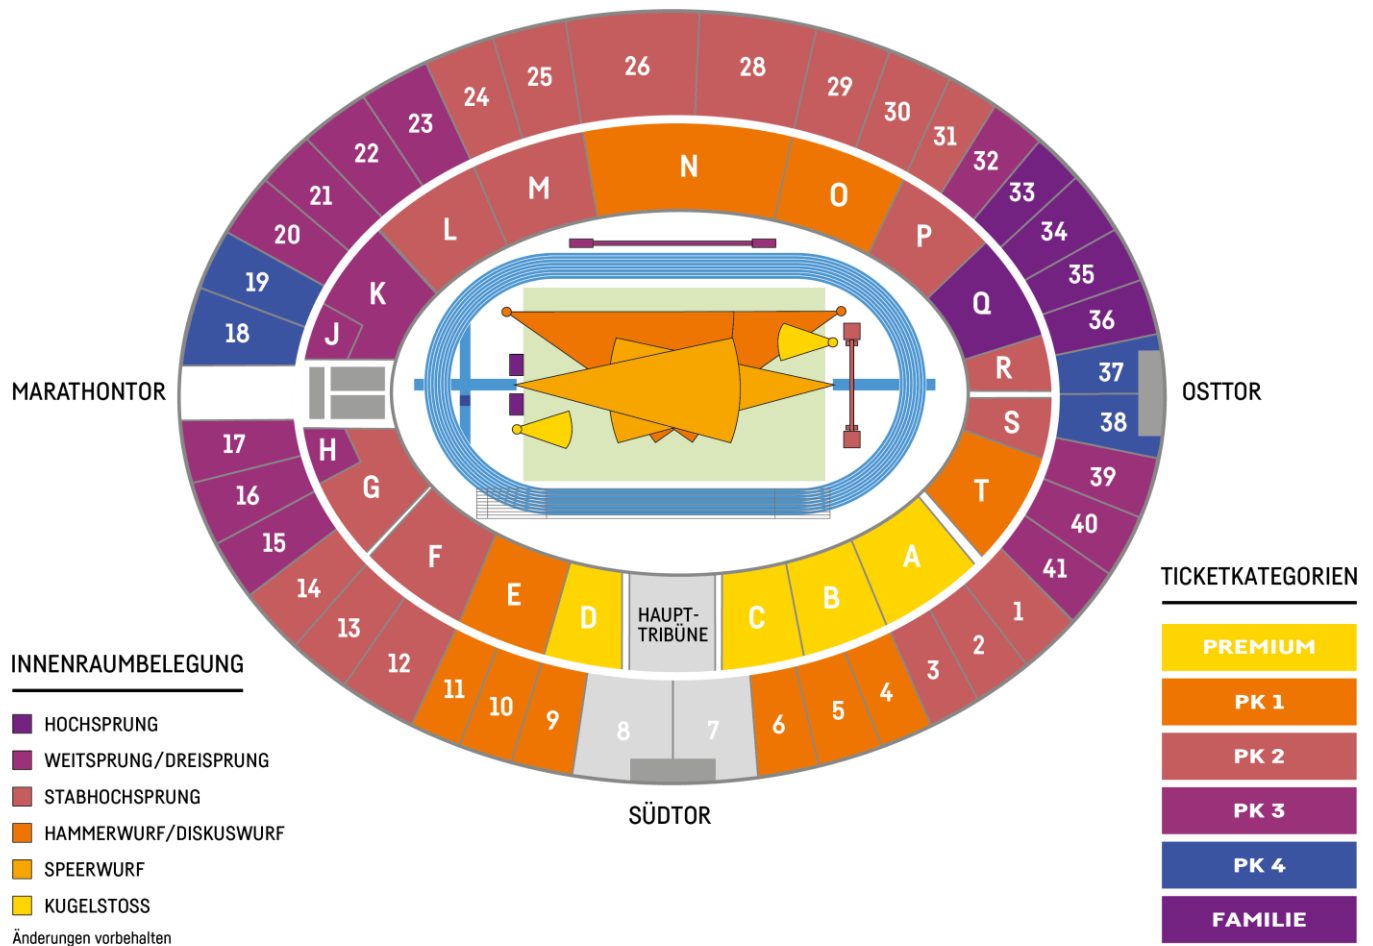 26
28
25
29
24
30
23
31
22
32
21
33
20
34
19
35
18
36
37
38
17
39
16
40
15
41
14
1
13
2
12
3
11
4
10
5
9
6
8
7
N
M
O
L
P
K
Q
J
R
S
H
G
T
F
A
E
B
D
C
HAUPT-
TRIBÜNE
MARATHONTOR
OSTTOR
SÜDTOR
INNENRAUMBELEGUNG
HOCHSPRUNG
WEITSPRUNG/DREISPRUNG
STABHOCHSPRUNG
HAMMERWURF/DISKUSWURF
SPEERWURF
KUGELSTOSS
Änderungen vorbehalten
TICKETKATEGORIEN
PREMIUM
PK 1
PK 2
PK 3
PK 4
FAMILIE